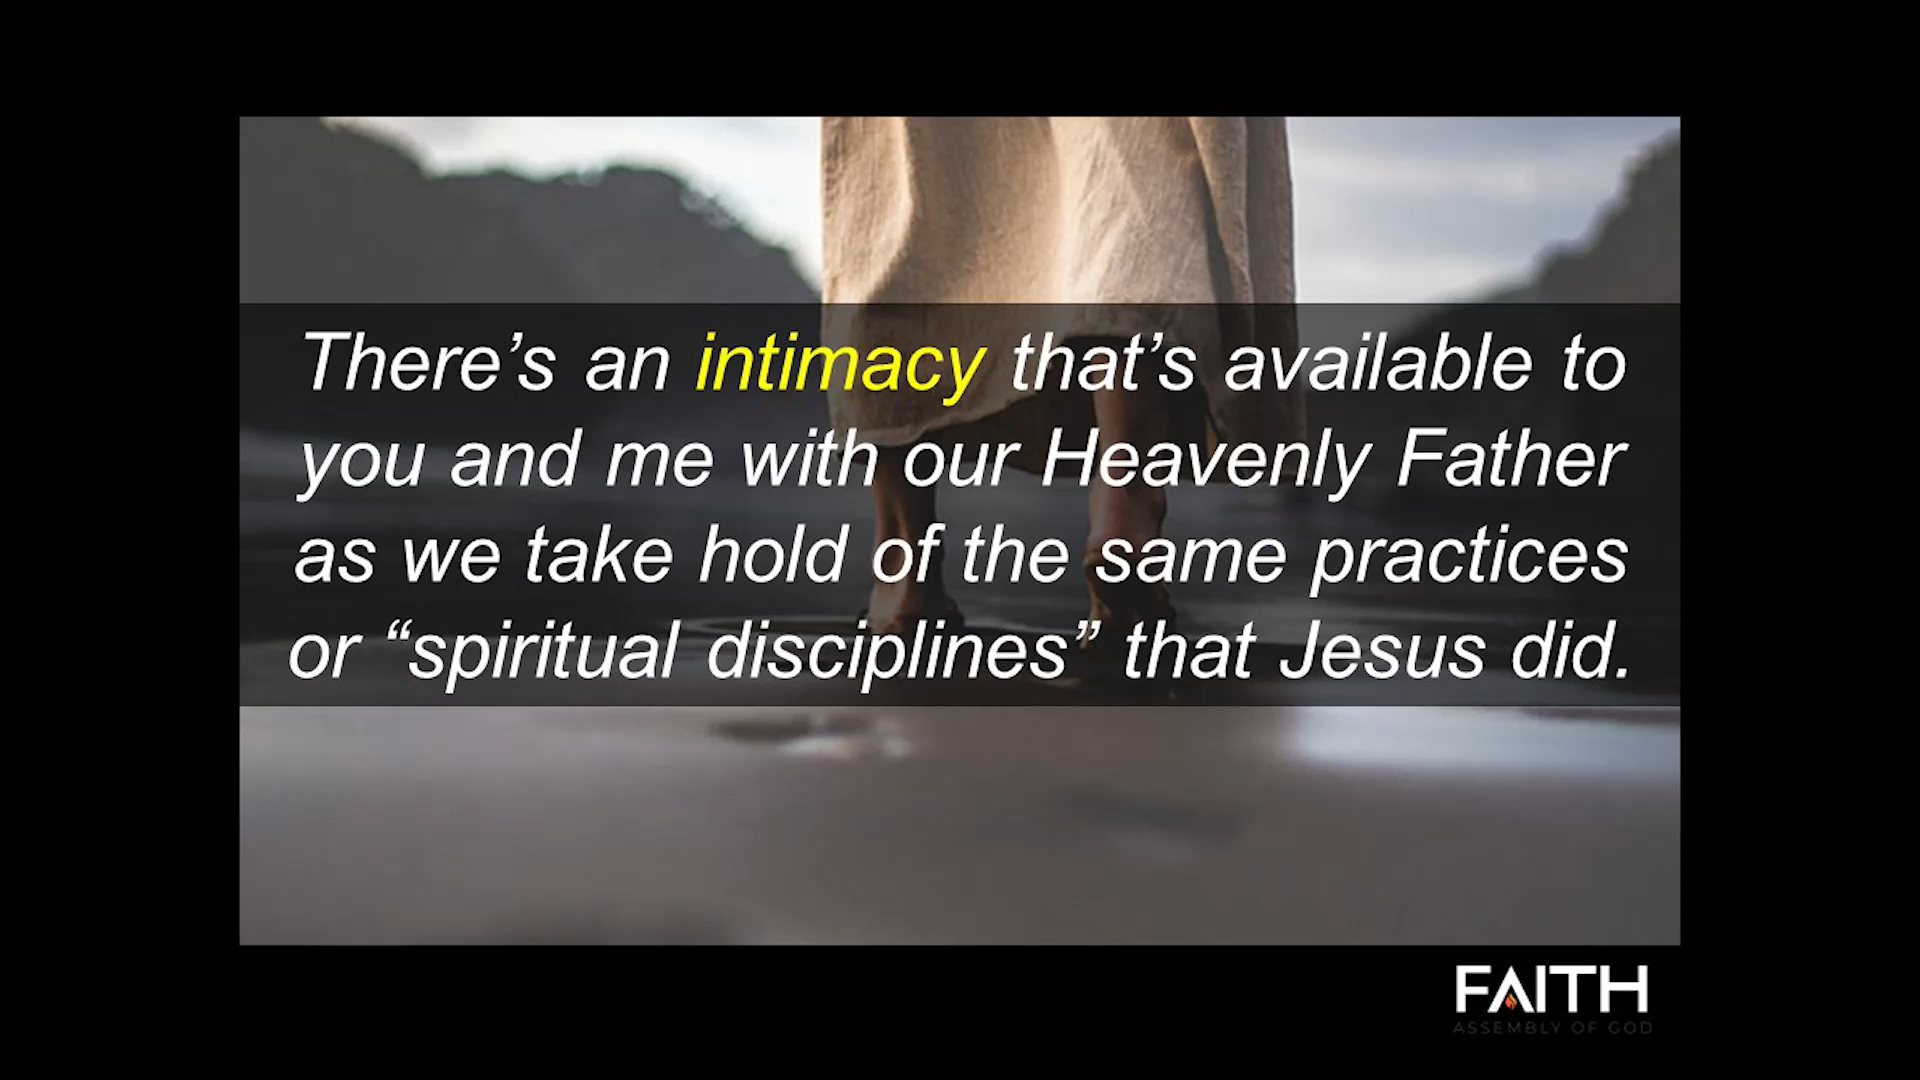 There’s an intimacy that’s available to
you and me with our Heavenly Father
as we take hold of the same practices
or “spiritual disciplines” that Jesus did.
FAITH
ASSEMBLY OF GOD